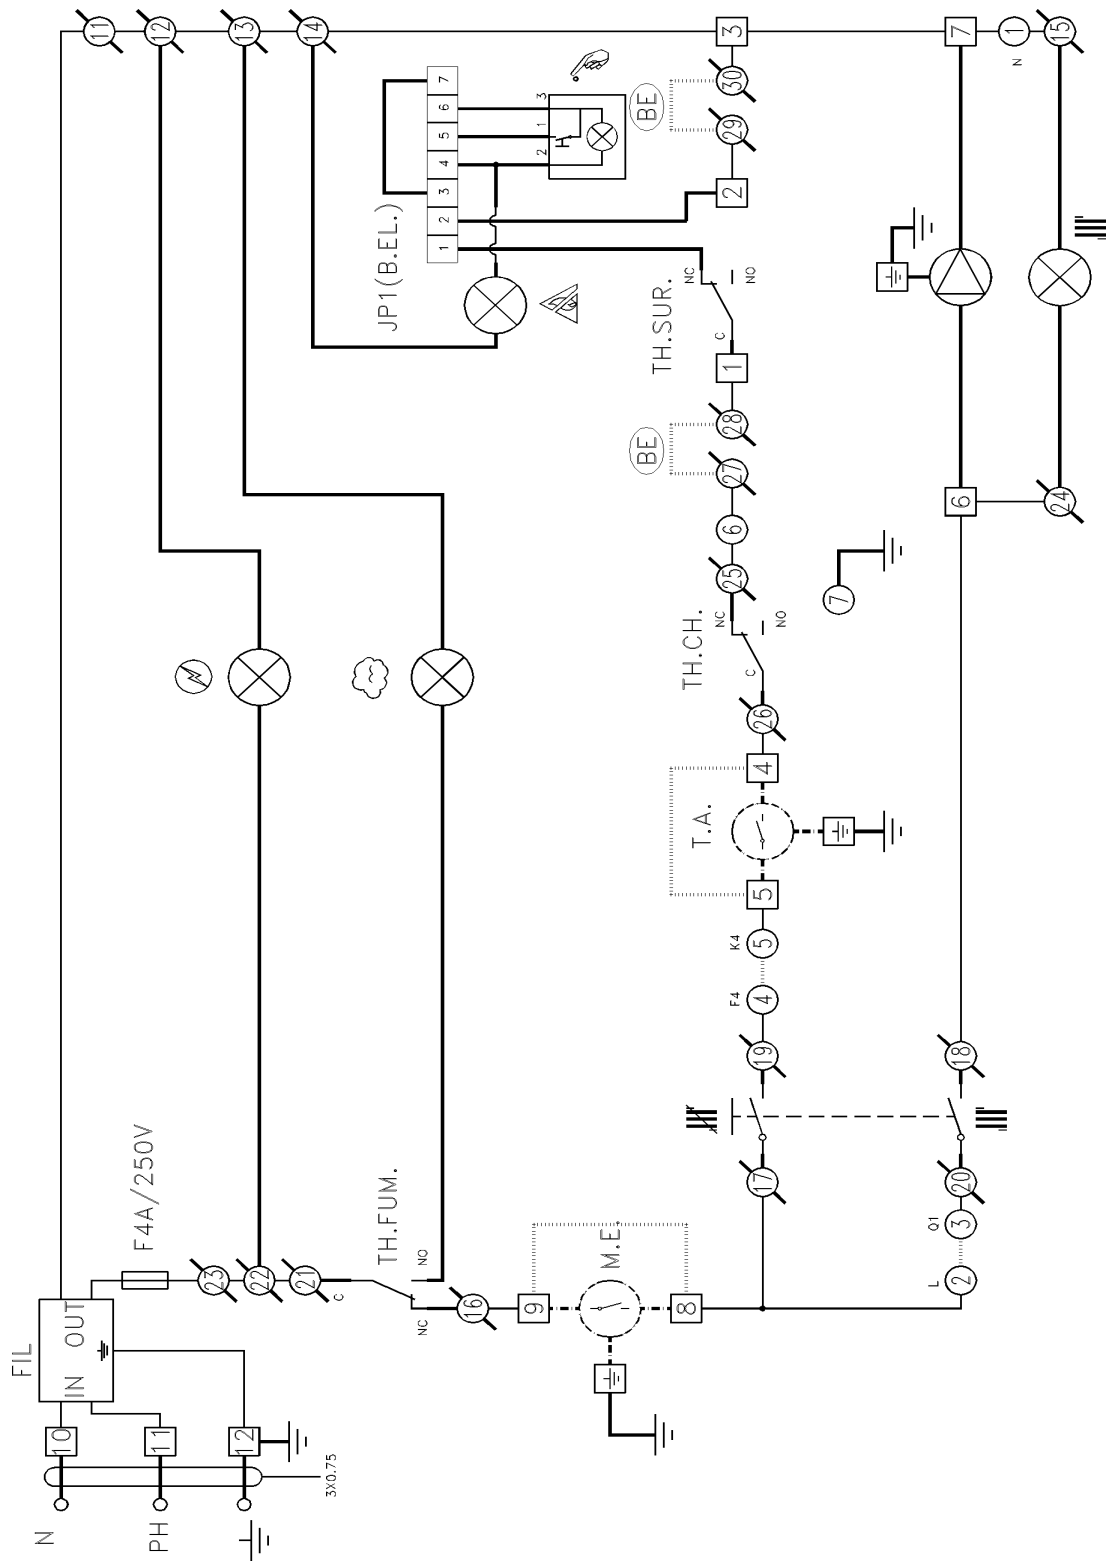 N
PH
3X0.75
10
11
12
FIL
IN
OUT
F4A/250V
23
22
21
C
TH.FUM.
NC
NO
16
9
M.E.
8
17
19
F4
4
K4
5
5
T.A.
4
26
TH.CH.
C
NC
NO
25
6
27
BE
28
1
TH.SUR.
C
NC
NO
JP1(B.EL.)
1
2
3
4
5
6
7
2
1
3
H
2
29
BE
30
3
11
12
13
14
L
2
Q1
3
20
18
6
24
7
7
1
N
15